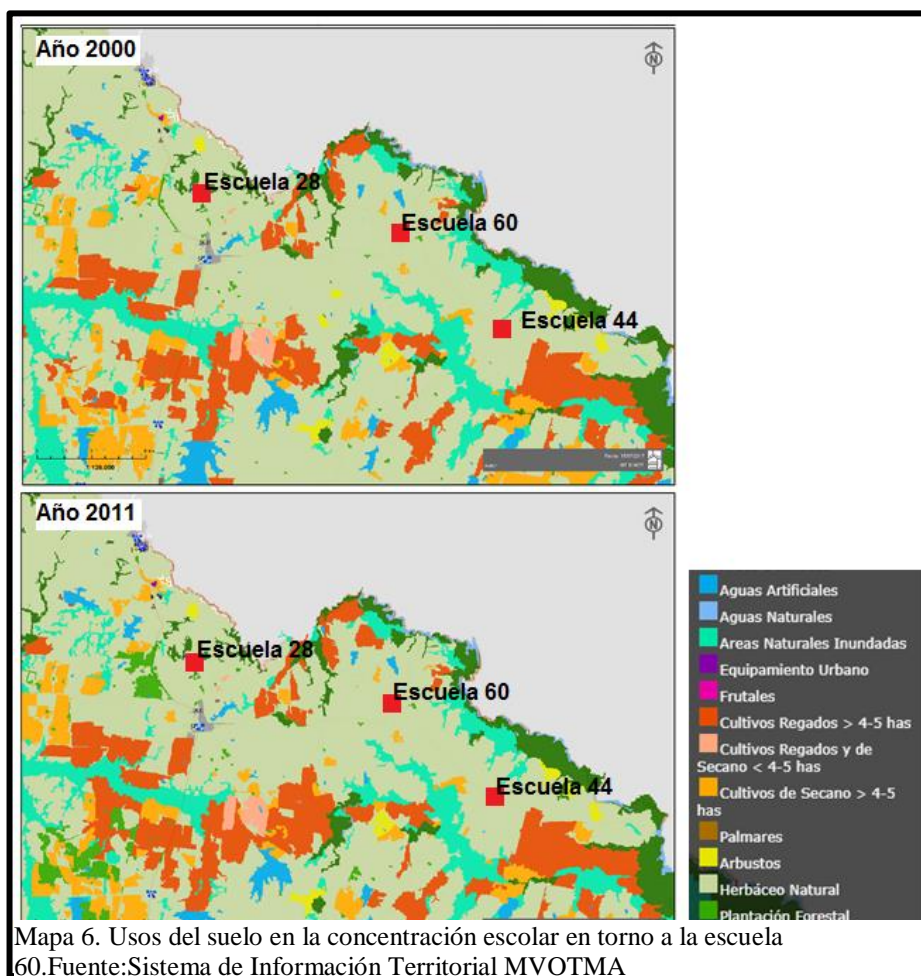 Año 2000
Escuela 28
Escuela 60
Escuela 44
Año 2011
Escuela 28
Escuela 60
Escuela 44
Aguas Artificiales
Aguas Naturales
Areas Naturales Inundadas
Equipamiento Urbano
Frutales
Cultivos Regados > 4-5 has
Cultivos Regados y de
Secano < 4-5 has
Cultivos de Secano > 4-5
has
Palmares
Arbustos
Herbáceo Natural
Plantación Forestal
Mapa 6. Usos del suelo en la concentración escolar en torno a la escuela
60.Fuente:Sistema de Información Territorial MVOTMA